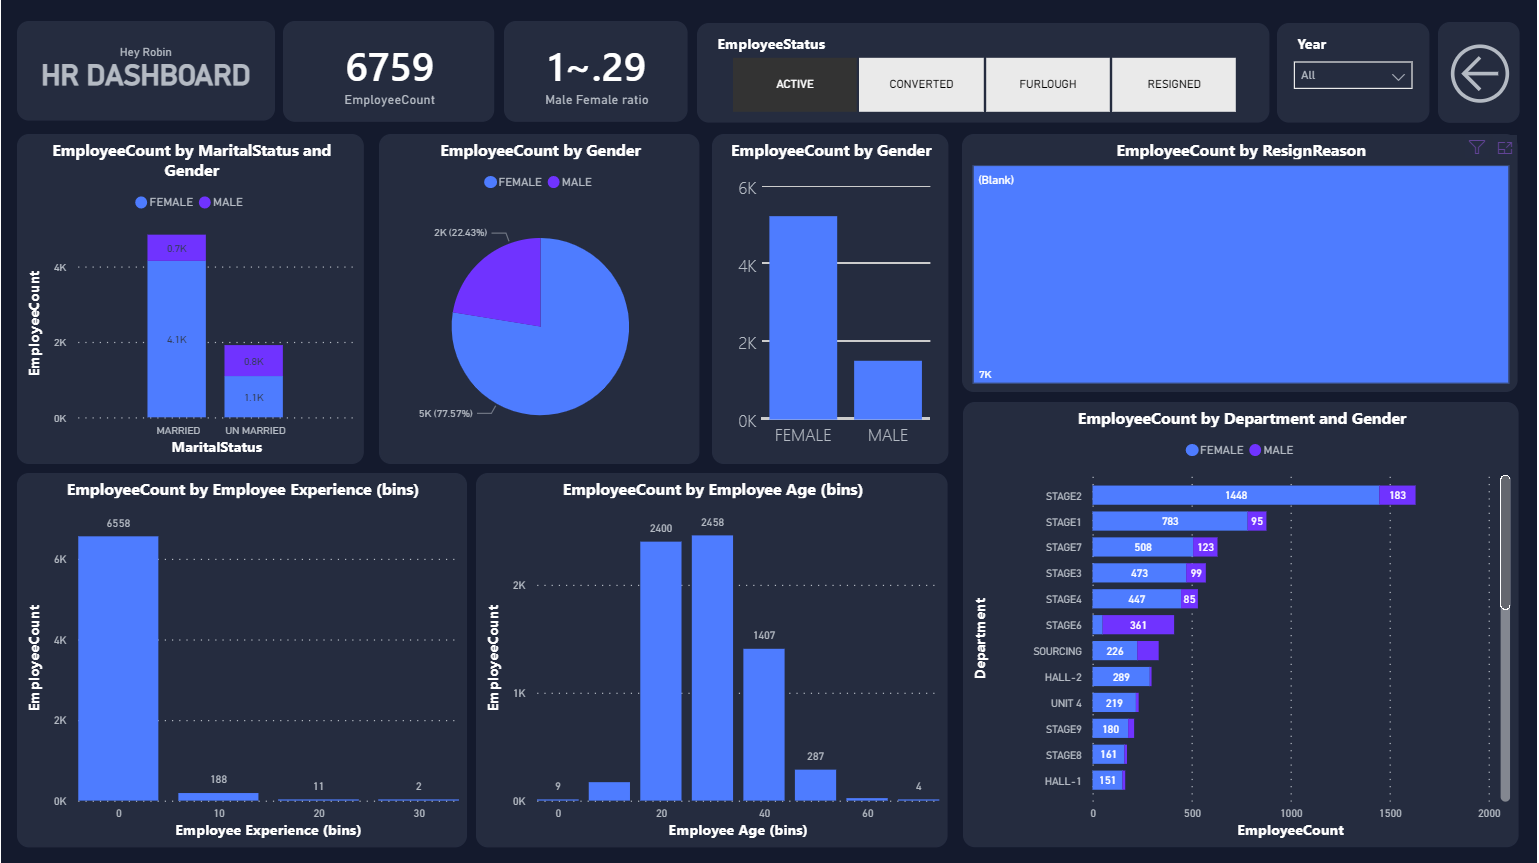 Hey Robin
HR DASHBOARD
6759
EmployeeCount
1~.29
Male Female ratio
EmployeeStatus
ACTIVE
CONVERTED
FURLOUGH
RESIGNED
Year
All
EmployeeCount by MaritalStatus and
Gender
FEMALE MALE
EmployeeCount
4K
2K
0K
0.7K
4.1K
0.8K
1.1K
MARRIED
UN MARRIED
MaritalStatus
EmployeeCount by Gender
FEMALE MALE
2K (22.43%)
5K (77.57%)
EmployeeCount by Gender
6K
4K
2K
0K
FEMALE
MALE
EmployeeCount by ResignReason
(Blank)
7K
EmployeeCount by Employee Experience (bins)
EmployeeCount
6K
4K
2K
0K
6558
188
11
2
0
10
20
30
Employee Experience (bins)
EmployeeCount by Employee Age (bins)
EmployeeCount
2K
1K
0K
9
2400
2458
1407
287
4
0
20
40
60
Employee Age (bins)
EmployeeCount by Department and Gender
FEMALE MALE
Department
STAGE2 1448 183
STAGE1 783 95
STAGE7 508 123
STAGE3 473 99
STAGE4 447 85
STAGE6 361
SOURCING 226
HALL-2 289
UNIT 4 219
STAGE9 180
STAGE8 161
HALL-1 151
0 500 1000 1500 2000
EmployeeCount